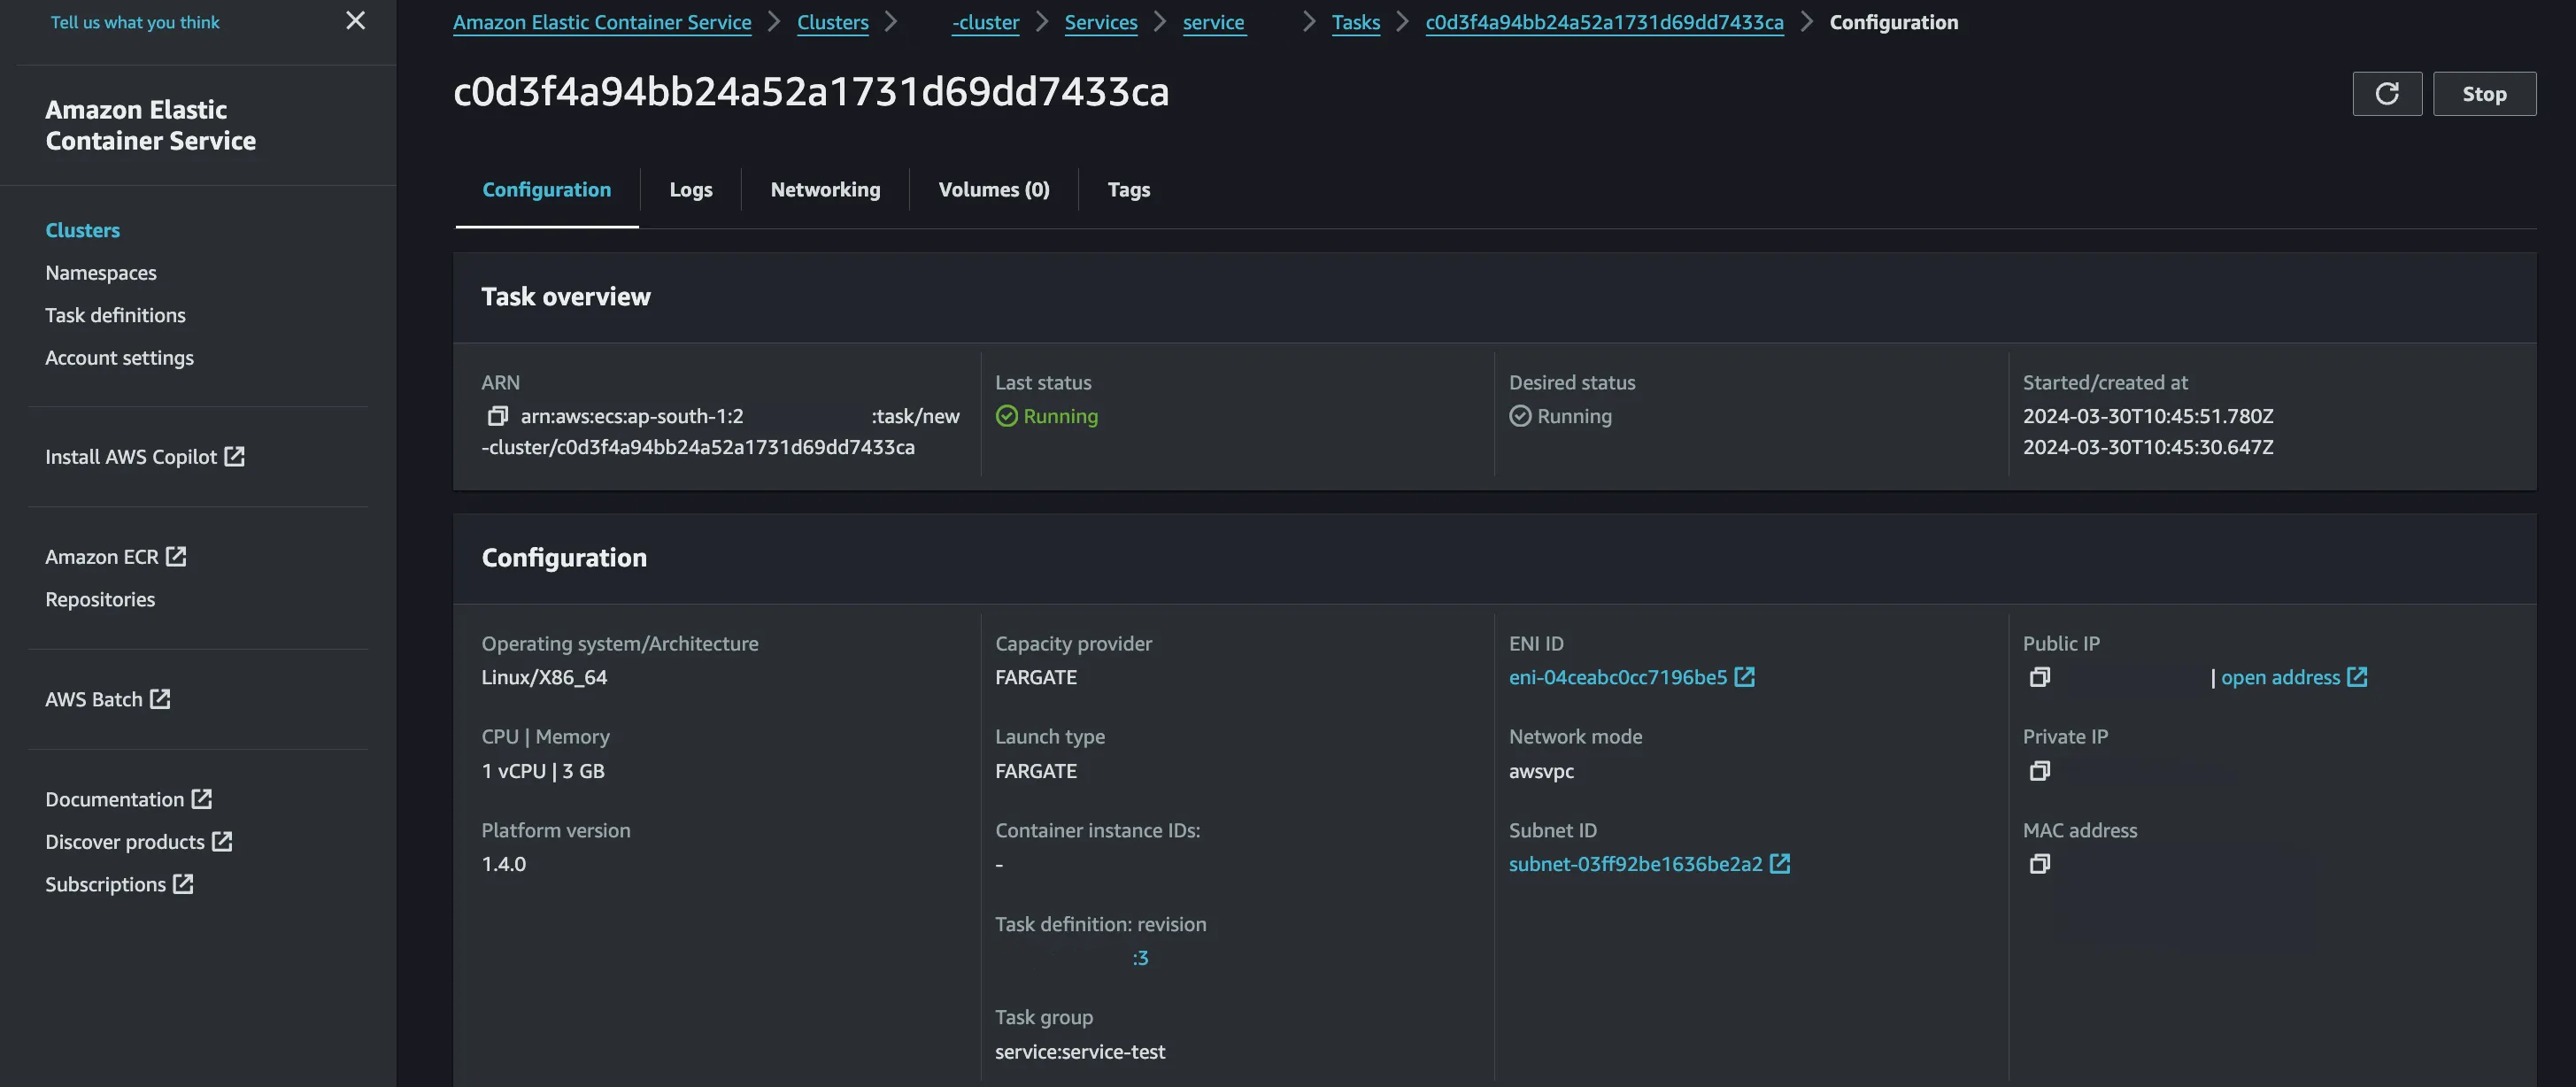 Tell us what you think
Amazon Elastic
Container Service
Clusters
Namespaces
Task definitions
Account settings
Install AWS Copilot
Amazon ECR
Repositories
AWS Batch
Documentation
Discover products
Subscriptions
Amazon Elastic Container Service > Clusters > -cluster > Services > service > Tasks > c0d3f4a94bb24a52a1731d69dd7433ca > Configuration
c0d3f4a94bb24a52a1731d69dd7433ca
Stop
Configuration Logs Networking Volumes (0) Tags
Task overview
ARN
arn:aws:ecs:ap-south-1:2 :task/new
-cluster/c0d3f4a94bb24a52a1731d69dd7433ca
Last status
Running
Desired status
Running
Started/created at
2024-03-30T10:45:51.780Z
2024-03-30T10:45:30.647Z
Configuration
Operating system/Architecture
Linux/X86_64
CPU | Memory
1 vCPU | 3 GB
Platform version
1.4.0
Capacity provider
FARGATE
Launch type
FARGATE
Container instance IDs:
-
Task definition: revision
:3
Task group
service:service-test
ENI ID
eni-04ceabc0cc7196be5
Network mode
awsvpc
Subnet ID
subnet-03ff92be1636be2a2
Public IP
| open address
Private IP
MAC address